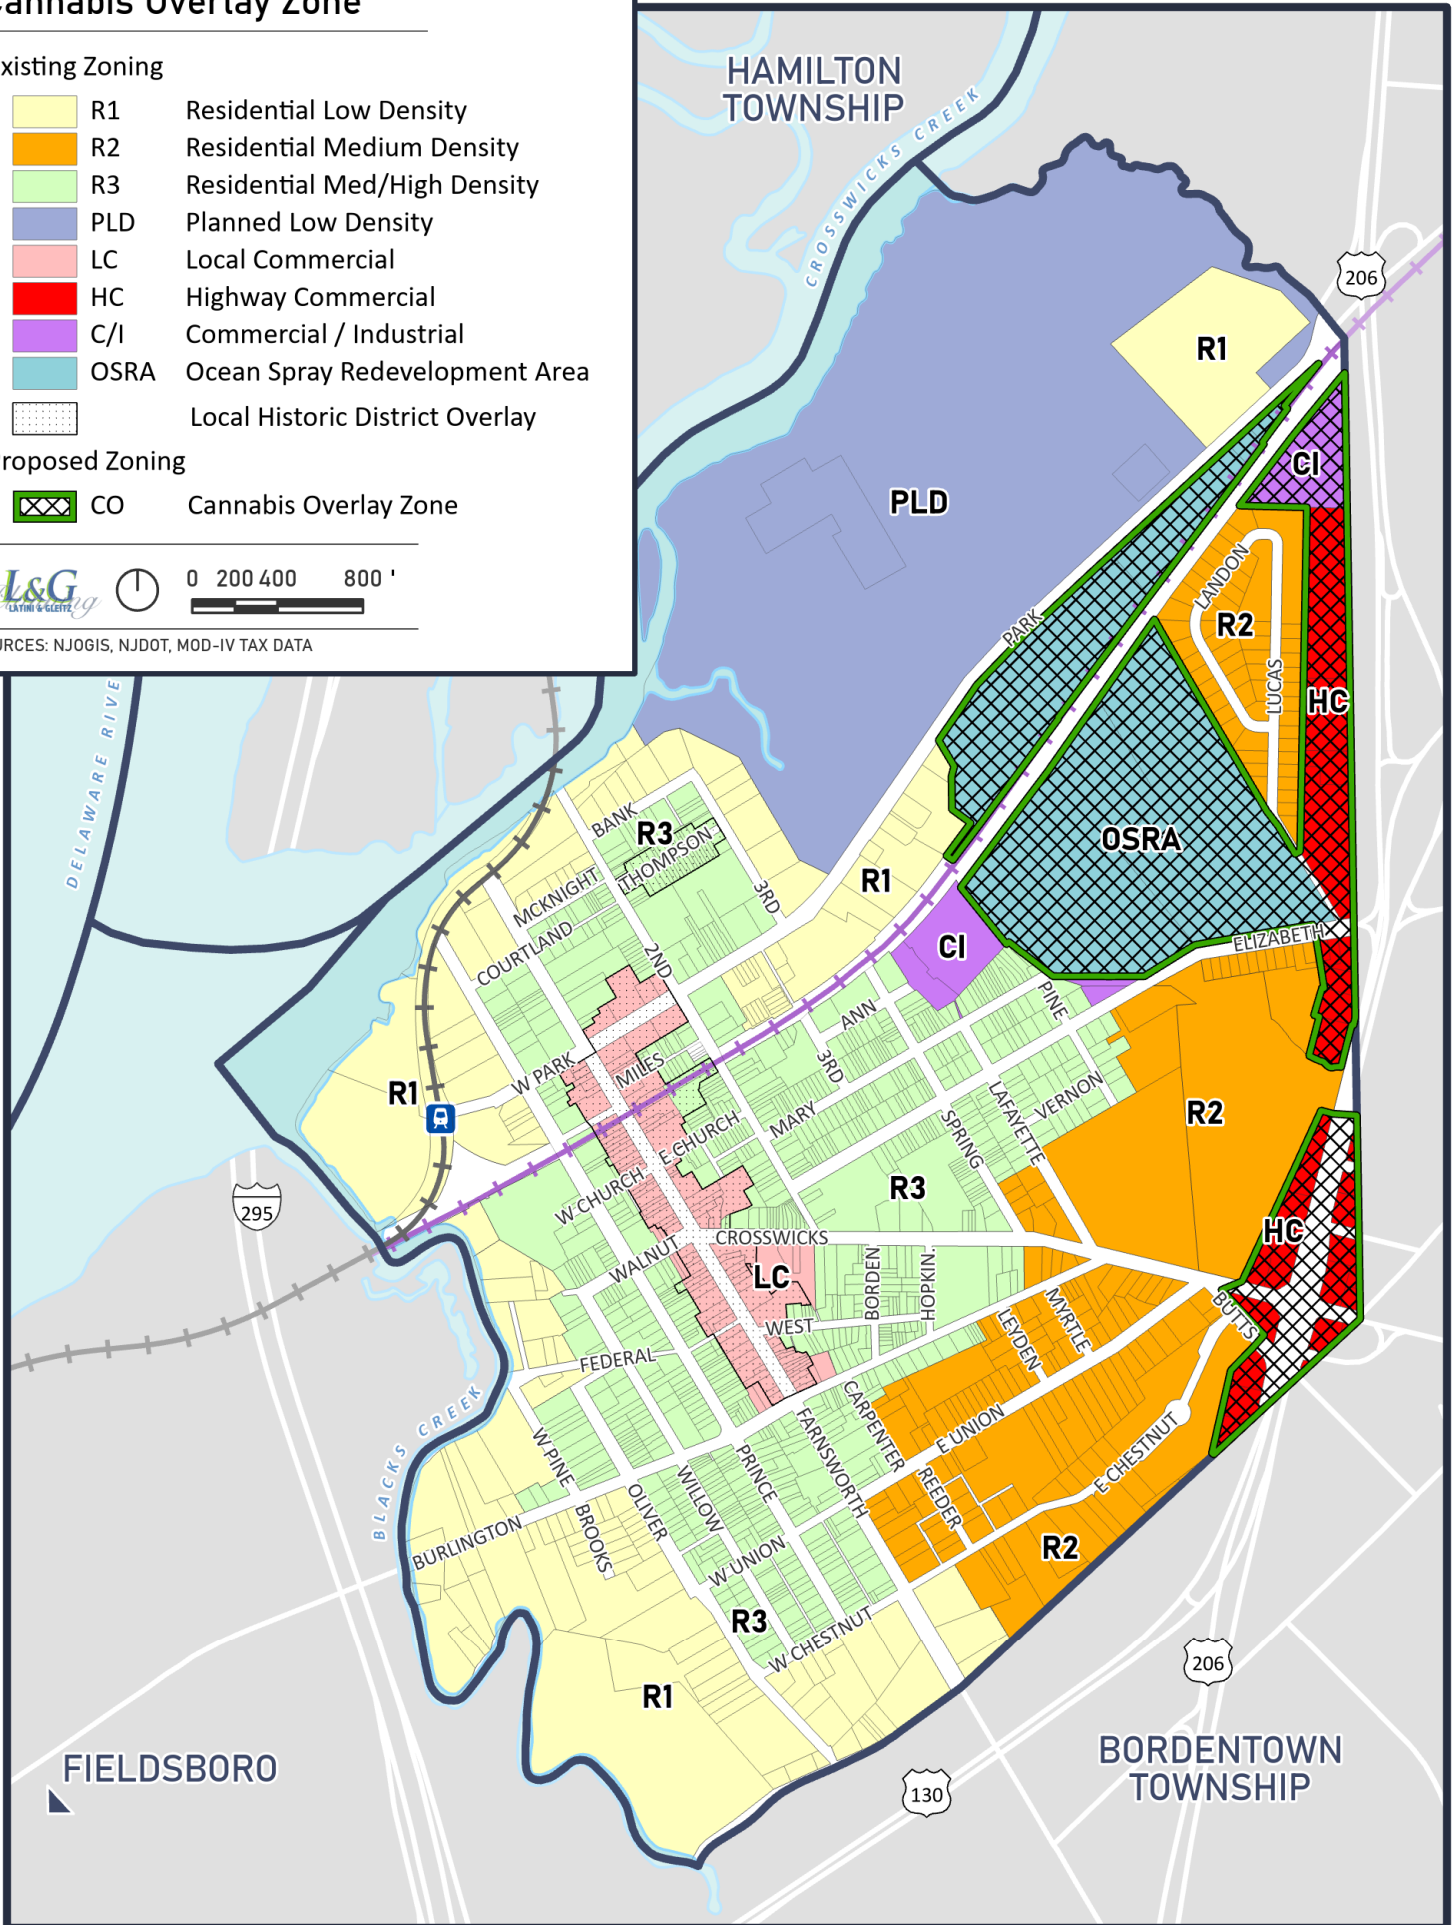 annabis Overlay Zone
xisting Zoning
R1 Residential Low Density
R2 Residential Medium Density
R3 Residential Med/High Density
PLD Planned Low Density
LC Local Commercial
HC Highway Commercial
C/I Commercial / Industrial
OSRA Ocean Spray Redevelopment Area
Local Historic District Overlay
roposed Zoning
CO Cannabis Overlay Zone
L&G
LATINI & GLEITZ
0 200 400 800 '
URCES: NJOGIS, NJDOT, MOD-IV TAX DATA
HAMILTON
TOWNSHIP
CROSSWICKS CREEK
206
R1
CI
PLD
LANDON
R2
PARK
LUCAS
HC
DELAWARE RIVE
BANK
R3
THOMPSON
OSRA
MCKNIGHT
3RD
R1
COURTLAND
2ND
CI
ELIZABETH
PINE
ANN
W PARK
MILES
3RD
R1
MARY
LAFAYETTE
VERNON
R2
E CHURCH
SPRING
W CHURCH
R3
295
HC
CROSSWICKS
WALNUT
LC
BORDEN
HOPKIN.
WEST
MYRTLE
BUTTS
LEYDEN
FEDERAL
BLACKS CREEK
CARPENTER
FARNSWORTH
E UNION
W PINE
PRINCE
E CHESTNUT
WILLOW
REEDER
OLIVER
BROOKS
BURLINGTON
R2
W UNION
R3
W CHESTNUT
R1
206
FIELDSBORO
BORDENTOWN
TOWNSHIP
130